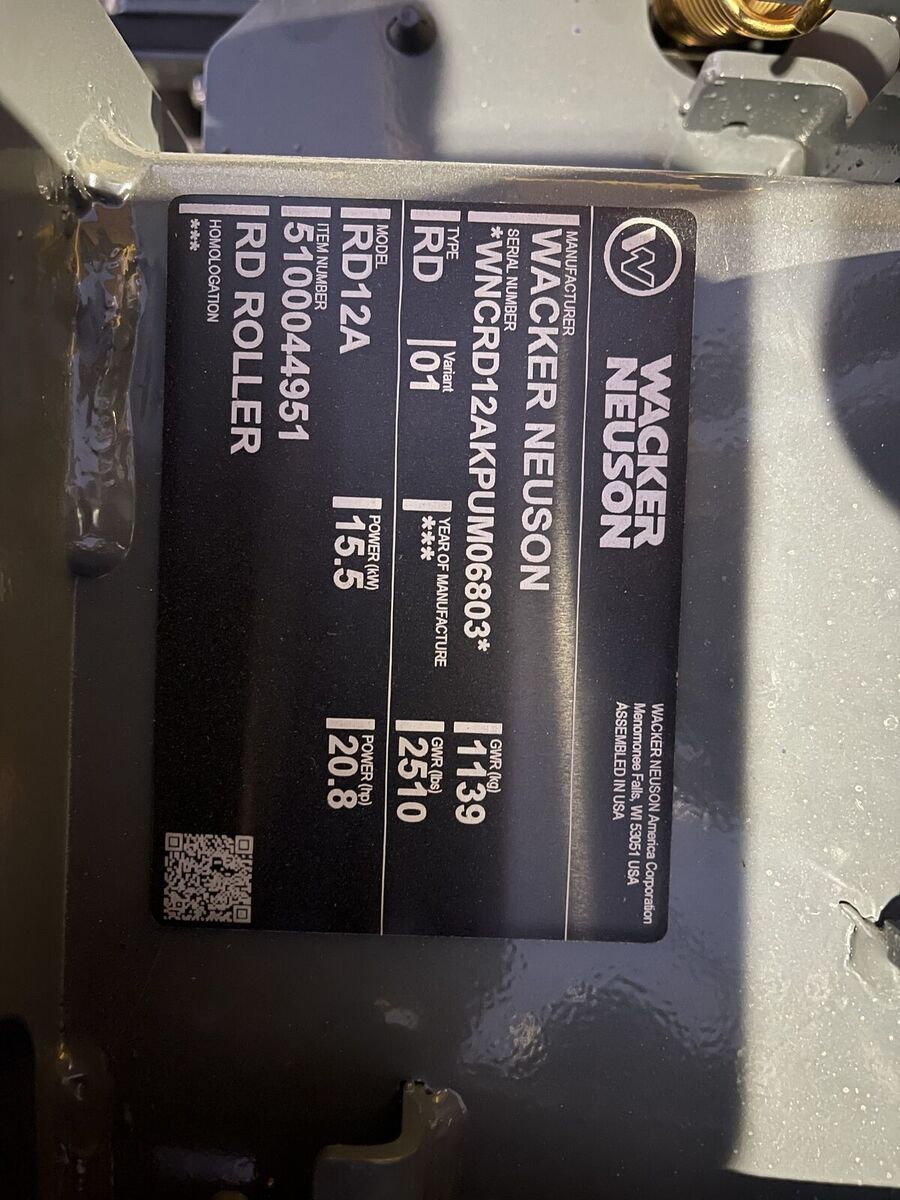 WACKER
NEUSON
WACKER NEUSON America Corporation
Menomonee Falls, WI 53051 USA
ASSEMBLED IN USA
MANUFACTURER
WACKER NEUSON
SERIAL NUMBER
*WNCRD12AKPUM06803*
GWR (kg)
1139
TYPE
RD
Variant
01
YEAR OF MANUFACTURE
***
GWR (lbs)
2510
MODEL
RD12A
POWER (kW)
15.5
POWER (hp)
20.8
ITEM NUMBER
5100044951
RD ROLLER
HOMOLOGATION
***